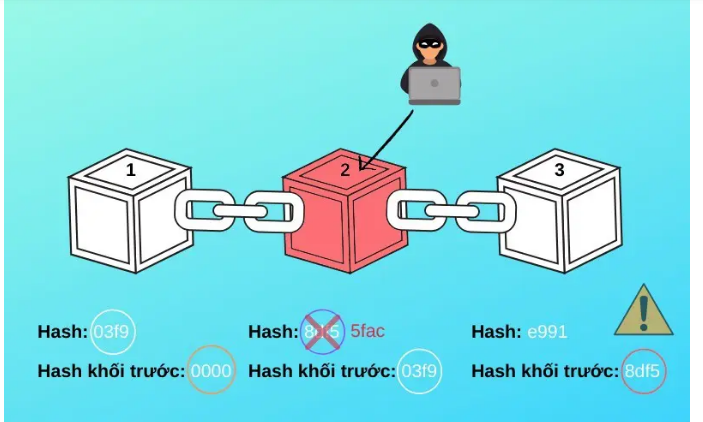 1
2
3
Hash: 03f9
Hash khối trước: 0000
Hash: 5fac
Hash khối trước: 03f9
Hash: e991
Hash khối trước: 8df5